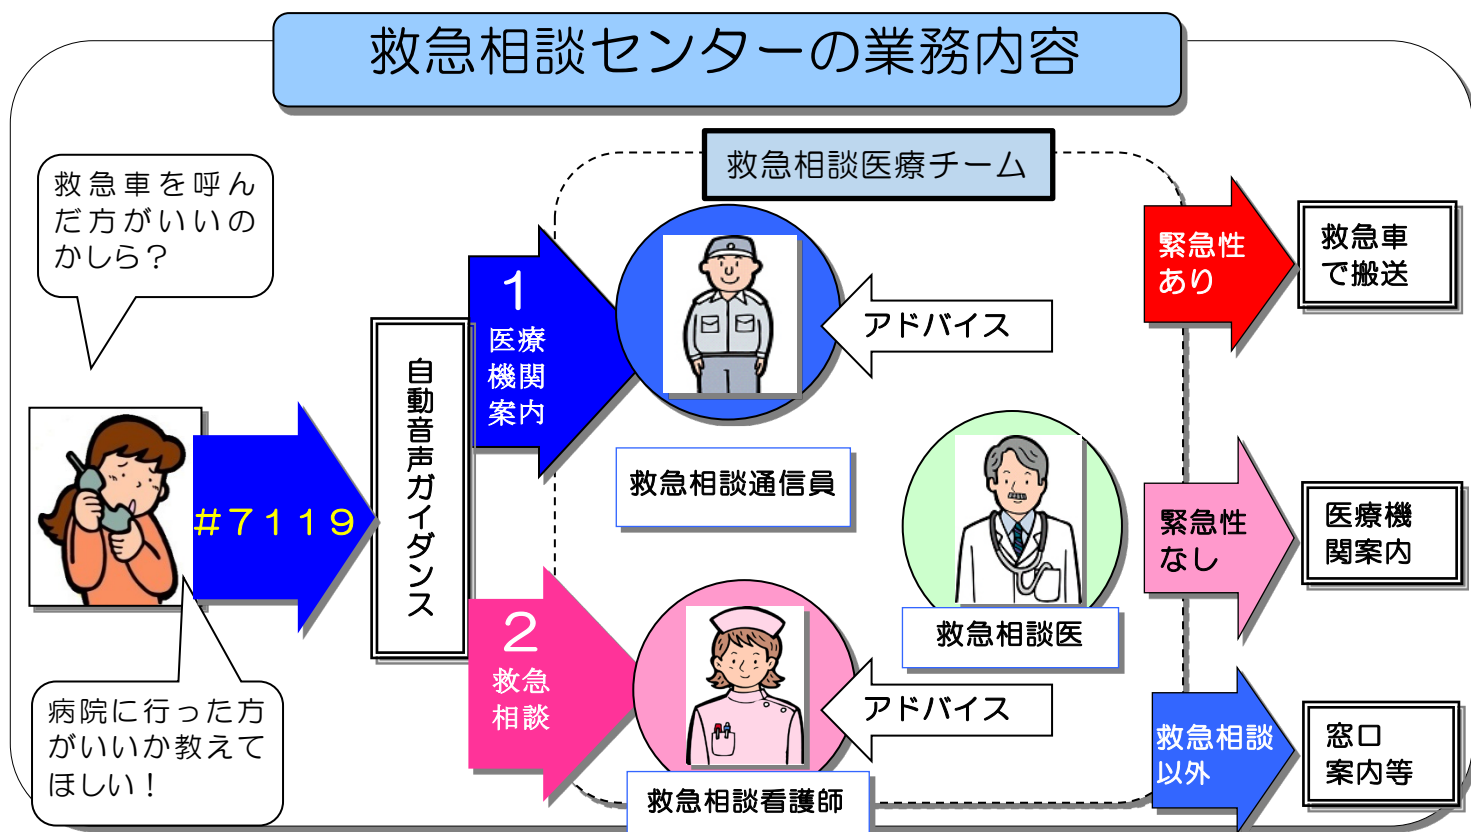 救急相談センターの業務内容
救急車を呼ん
だ方がいいの
かしら？
＃７１１９
病院に行った方
がいいか教えて
ほしい！
自動音声ガイダンス
１
医療
機関
案内
２
救急
相談
救急相談医療チーム
アドバイス
救急相談通信員
救急相談医
アドバイス
救急相談看護師
緊急性
あり
救急車
で搬送
緊急性
なし
医療機
関案内
救急相談
以外
窓口
案内等